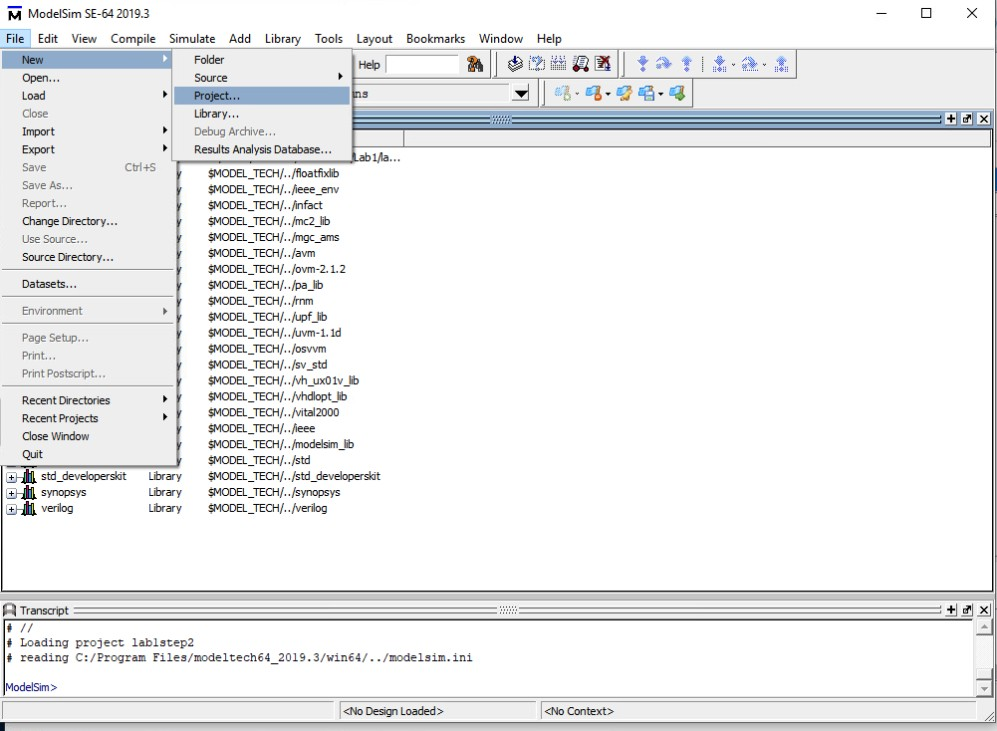 ModelSim SE-64 2019.3
File Edit View Compile Simulate Add Library Tools Layout Bookmarks Window Help
New
Open...
Load
Close
Import
Export
Save Ctrl+S
Save As...
Report...
Change Directory...
Use Source...
Source Directory...
Datasets...
Environment
Page Setup...
Print...
Print Postscript...
Recent Directories
Recent Projects
Close Window
Quit
Folder
Source
Project...
Library...
Debug Archive...
Results Analysis Database...
Help
ns
Lab1/la...
y $MODEL_TECH/../floatfixlib
y $MODEL_TECH/../ieee_env
y $MODEL_TECH/../infact
y $MODEL_TECH/../mc2_lib
y $MODEL_TECH/../mgc_ams
y $MODEL_TECH/../avm
y $MODEL_TECH/../ovm-2.1.2
y $MODEL_TECH/../pa_lib
y $MODEL_TECH/../rnm
y $MODEL_TECH/../upf_lib
y $MODEL_TECH/../uvm-1.1d
y $MODEL_TECH/../osvvm
y $MODEL_TECH/../sv_std
y $MODEL_TECH/../vh_ux01v_lib
y $MODEL_TECH/../vhdlopt_lib
y $MODEL_TECH/../vital2000
y $MODEL_TECH/../ieee
y $MODEL_TECH/../modelsim_lib
y $MODEL_TECH/../std
std_developerskit Library $MODEL_TECH/../std_developerskit
synopsys Library $MODEL_TECH/../synopsys
verilog Library $MODEL_TECH/../verilog
Transcript
# //
# Loading project lab1step2
# reading C:/Program Files/modeltech64_2019.3/win64/../modelsim.ini
ModelSim>
<No Design Loaded> <No Context>